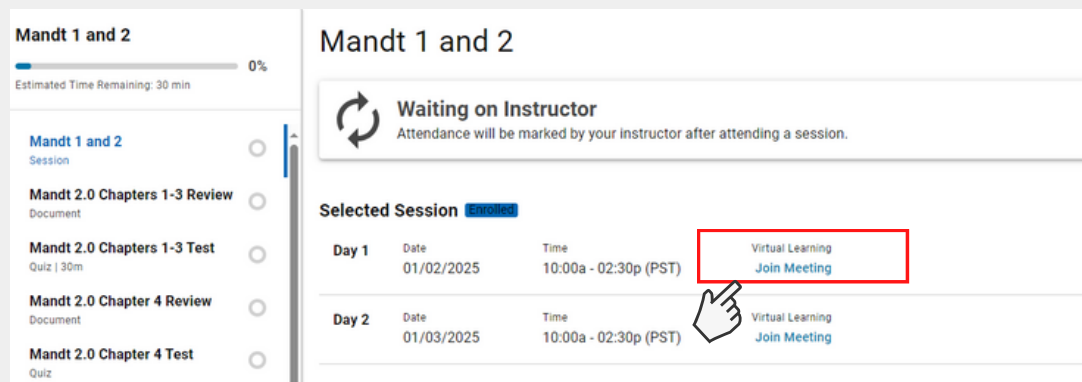 Mandt 1 and 2
0%
Estimated Time Remaining: 30 min
Mandt 1 and 2
Session
Mandt 2.0 Chapters 1-3 Review
Document
Mandt 2.0 Chapters 1-3 Test
Quiz | 30m
Mandt 2.0 Chapter 4 Review
Document
Mandt 2.0 Chapter 4 Test
Quiz
Mandt 1 and 2
Waiting on Instructor
Attendance will be marked by your instructor after attending a session.
Selected Session Enrolled
Day 1 Date Time Virtual Learning
01/02/2025 10:00a - 02:30p (PST) Join Meeting
Day 2 Date Time Virtual Learning
01/03/2025 10:00a - 02:30p (PST) Join Meeting